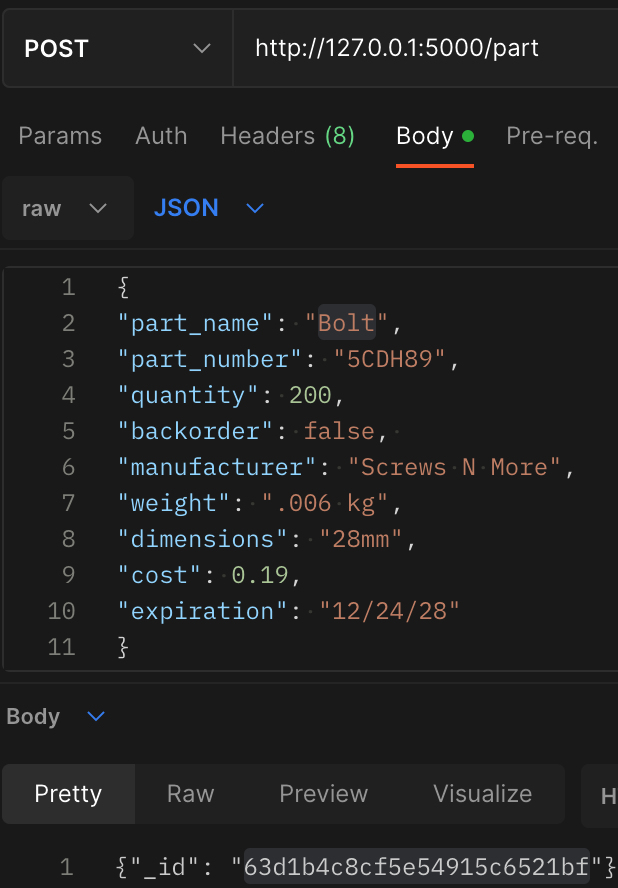 POST http://127.0.0.1:5000/part
Params Auth Headers (8) Body Pre-req.
raw JSON
1 {
2 "part_name": "Bolt",
3 "part_number": "5CDH89",
4 "quantity": 200,
5 "backorder": false,
6 "manufacturer": "Screws N More",
7 "weight": ".006 kg",
8 "dimensions": "28mm",
9 "cost": 0.19,
10 "expiration": "12/24/28"
11 }
Body
Pretty Raw Preview Visualize H
1 {"_id": "63d1b4c8cf5e54915c6521bf"}